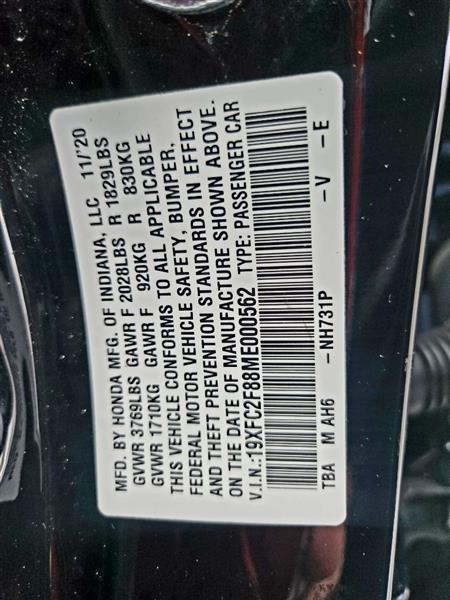 MFD. BY HONDA MFG. OF INDIANA, LLC 11/'20
GVWR 3769LBS GAWR F 2028LBS R 1829LBS
GVWR 1710KG GAWR F 920KG R 830KG
THIS VEHICLE CONFORMS TO ALL APPLICABLE
FEDERAL MOTOR VEHICLE SAFETY, BUMPER,
AND THEFT PREVENTION STANDARDS IN EFFECT
ON THE DATE OF MANUFACTURE SHOWN ABOVE.
V.I.N.:19XFC2F88ME000562 TYPE: PASSENGER CAR
TBA M AH6 -NH731P -V -E